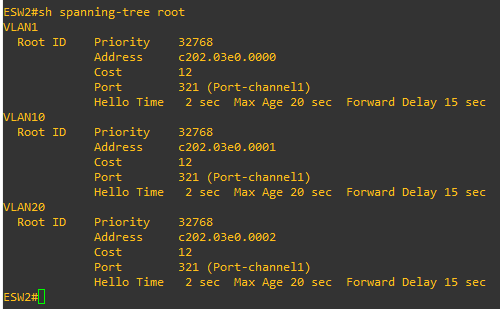 ESW2#sh spanning-tree root
VLAN1
  Root ID    Priority    32768
             Address     c202.03e0.0000
             Cost        12
             Port        321 (Port-channel1)
             Hello Time   2 sec  Max Age 20 sec  Forward Delay 15 sec
VLAN10
  Root ID    Priority    32768
             Address     c202.03e0.0001
             Cost        12
             Port        321 (Port-channel1)
             Hello Time   2 sec  Max Age 20 sec  Forward Delay 15 sec
VLAN20
  Root ID    Priority    32768
             Address     c202.03e0.0002
             Cost        12
             Port        321 (Port-channel1)
             Hello Time   2 sec  Max Age 20 sec  Forward Delay 15 sec
ESW2#